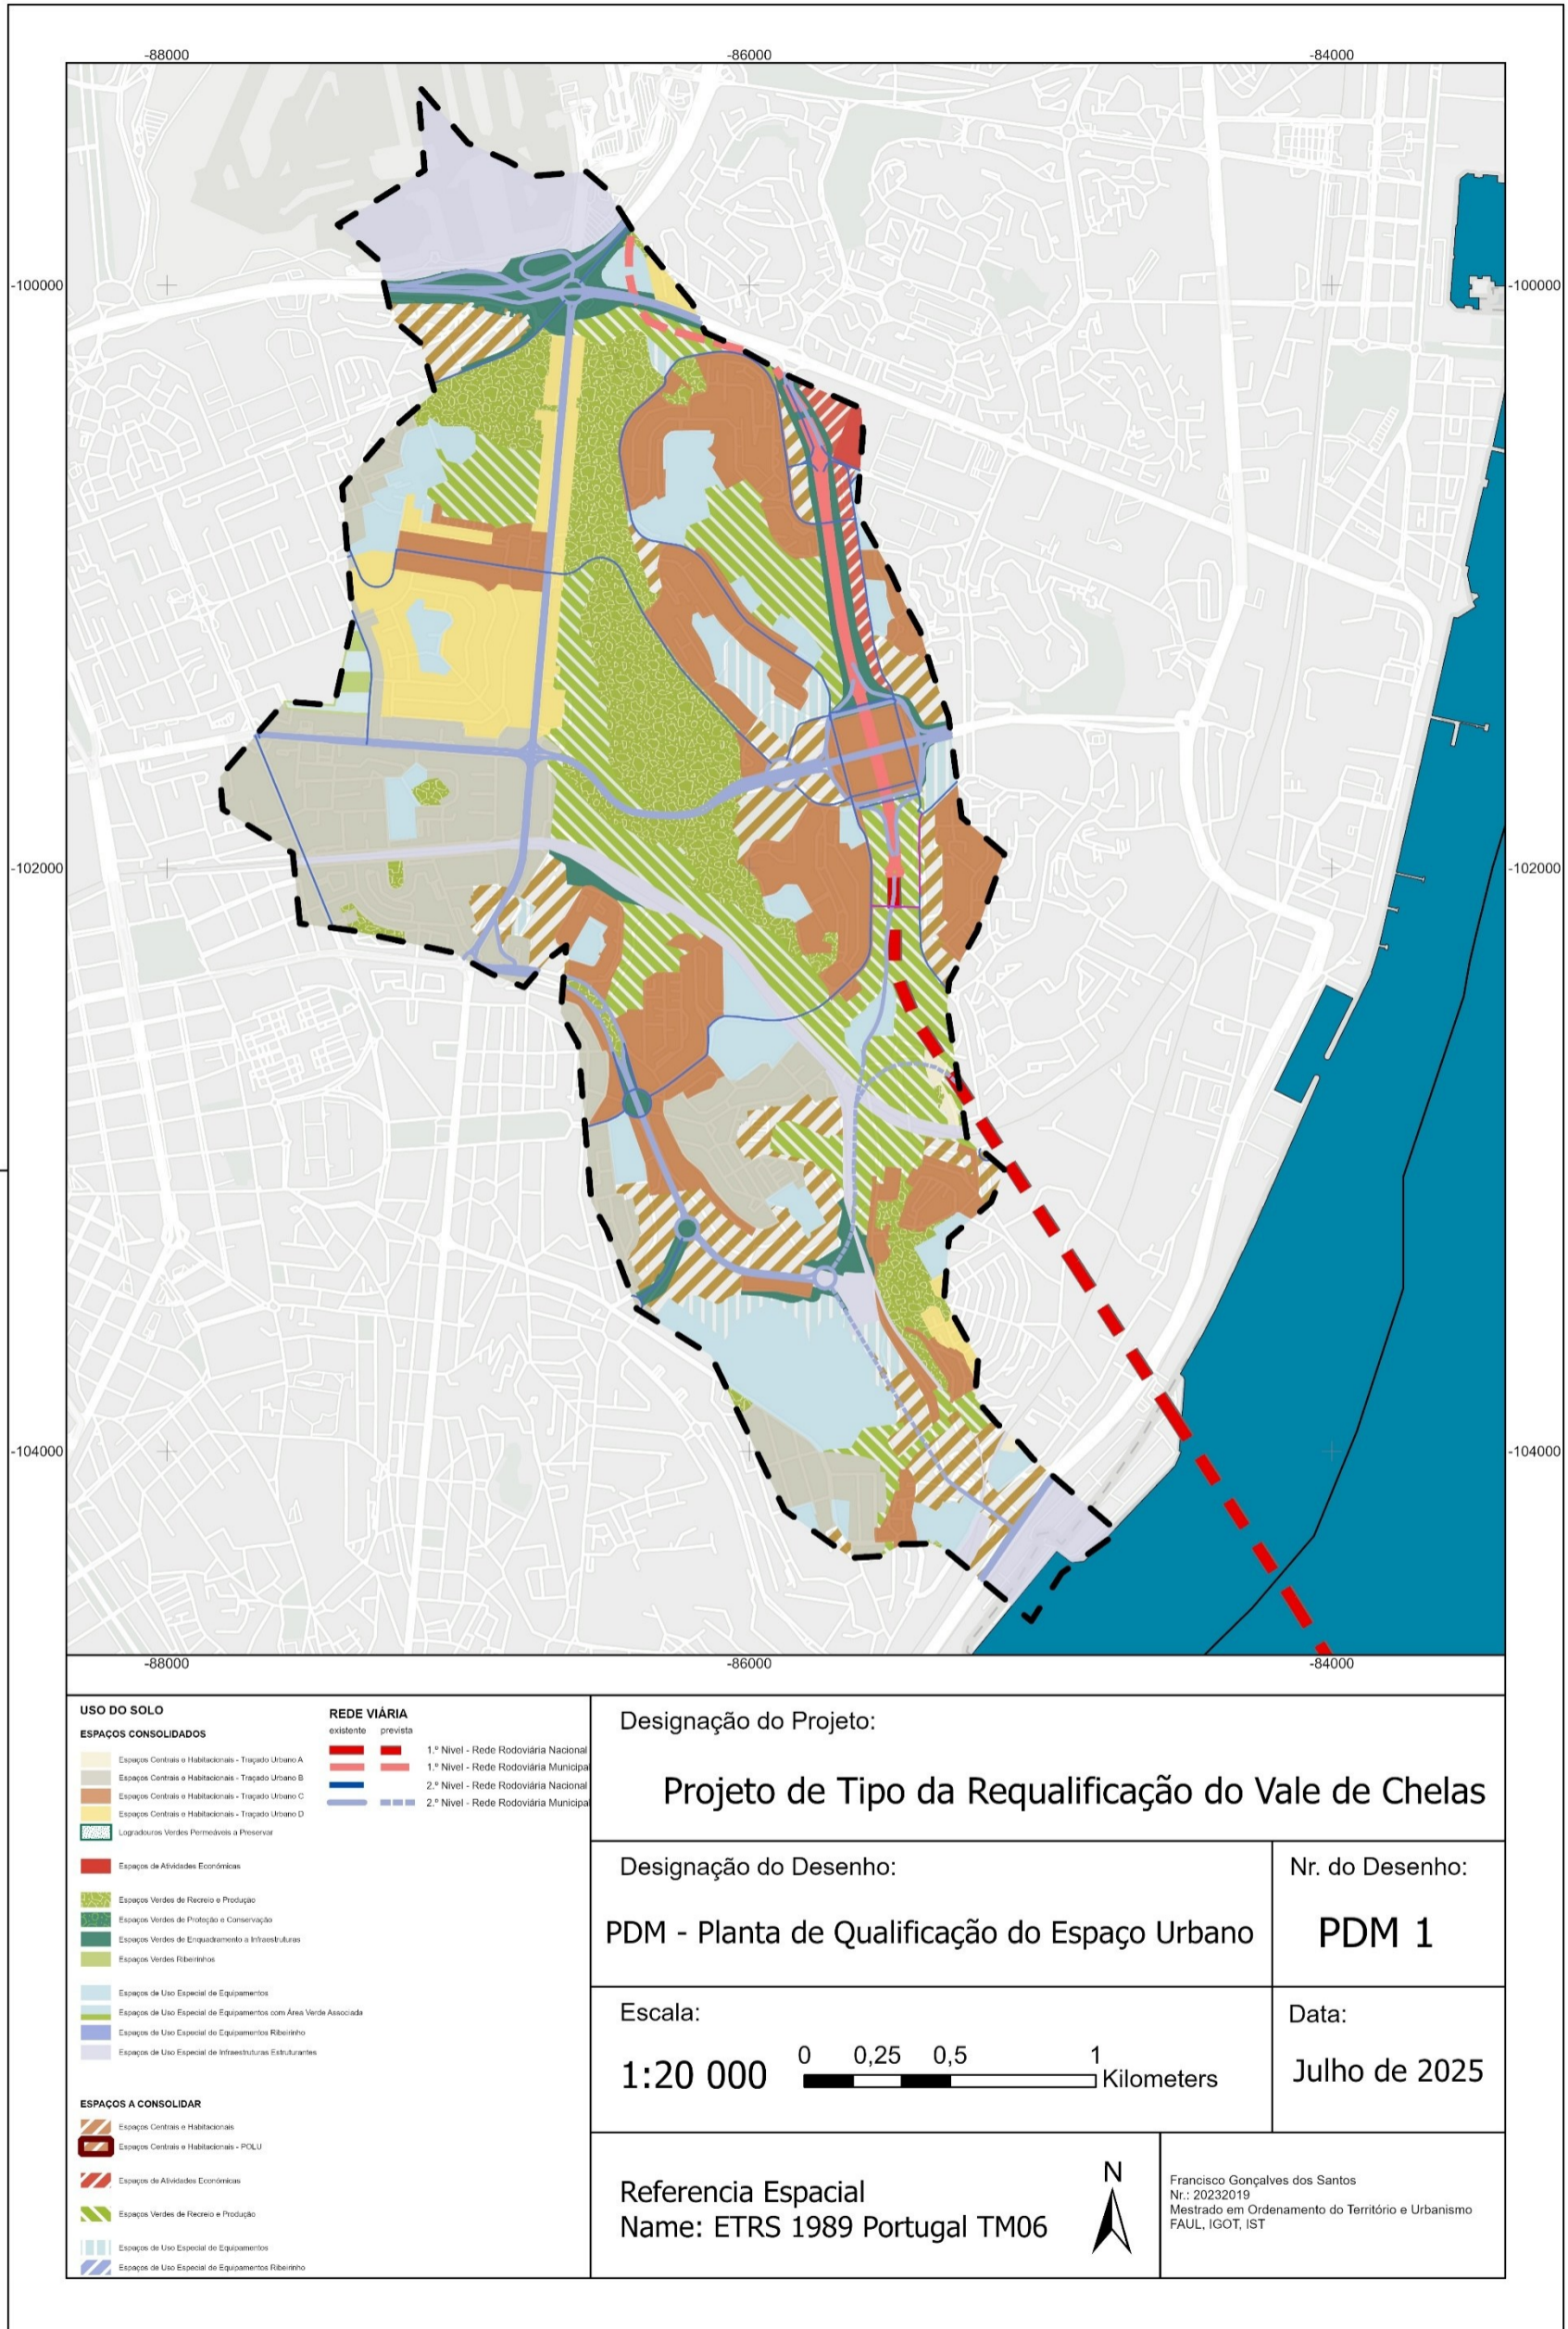 -88000
-86000
-84000
-100000
-100000
-102000
-102000
-104000
-104000
-88000
-86000
-84000
USO DO SOLO
ESPAÇOS CONSOLIDADOS
Espaços Centrais e Habitacionais - Traçado Urbano A
Espaços Centrais e Habitacionais - Traçado Urbano B
Espaços Centrais e Habitacionais - Traçado Urbano C
Espaços Centrais e Habitacionais - Traçado Urbano D
Logradouros Verdes Permeáveis a Preservar
Espaços de Atividades Económicas
Espaços Verdes de Recreio e Produção
Espaços Verdes de Proteção e Conservação
Espaços Verdes de Enquadramento a Infraestruturas
Espaços Verdes Ribeirinhos
Espaços de Uso Especial de Equipamentos
Espaços de Uso Especial de Equipamentos com Área Verde Associada
Espaços de Uso Especial de Equipamentos Ribeirinho
Espaços de Uso Especial de Infraestruturas Estruturantes
ESPAÇOS A CONSOLIDAR
Espaços Centrais e Habitacionais
Espaços Centrais e Habitacionais - POLU
Espaços de Atividades Económicas
Espaços Verdes de Recreio e Produção
Espaços de Uso Especial de Equipamentos
Espaços de Uso Especial de Equipamentos Ribeirinho
REDE VIÁRIA
existente prevista
1.º Nível - Rede Rodoviária Nacional
1.º Nível - Rede Rodoviária Municipa
2.º Nível - Rede Rodoviária Nacional
2.º Nível - Rede Rodoviária Municipa
Designação do Projeto:
Projeto de Tipo da Requalificação do Vale de Chelas
Designação do Desenho:
PDM - Planta de Qualificação do Espaço Urbano
Nr. do Desenho:
PDM 1
Escala:
1:20 000
0 0,25 0,5 1
Kilometers
Data:
Julho de 2025
Referencia Espacial
Name: ETRS 1989 Portugal TM06
N
Francisco Gonçalves dos Santos
Nr.: 20232019
Mestrado em Ordenamento do Território e Urbanismo
FAUL, IGOT, IST